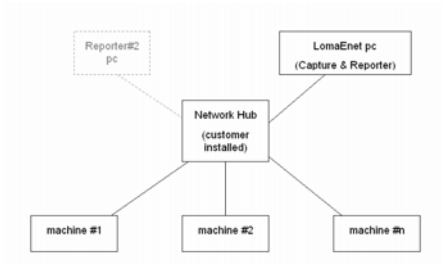 Reporter#2
pc
LomaEnet pc
(Capture & Reporter)
Network Hub
(customer
installed)
machine #1
machine #2
machine #n